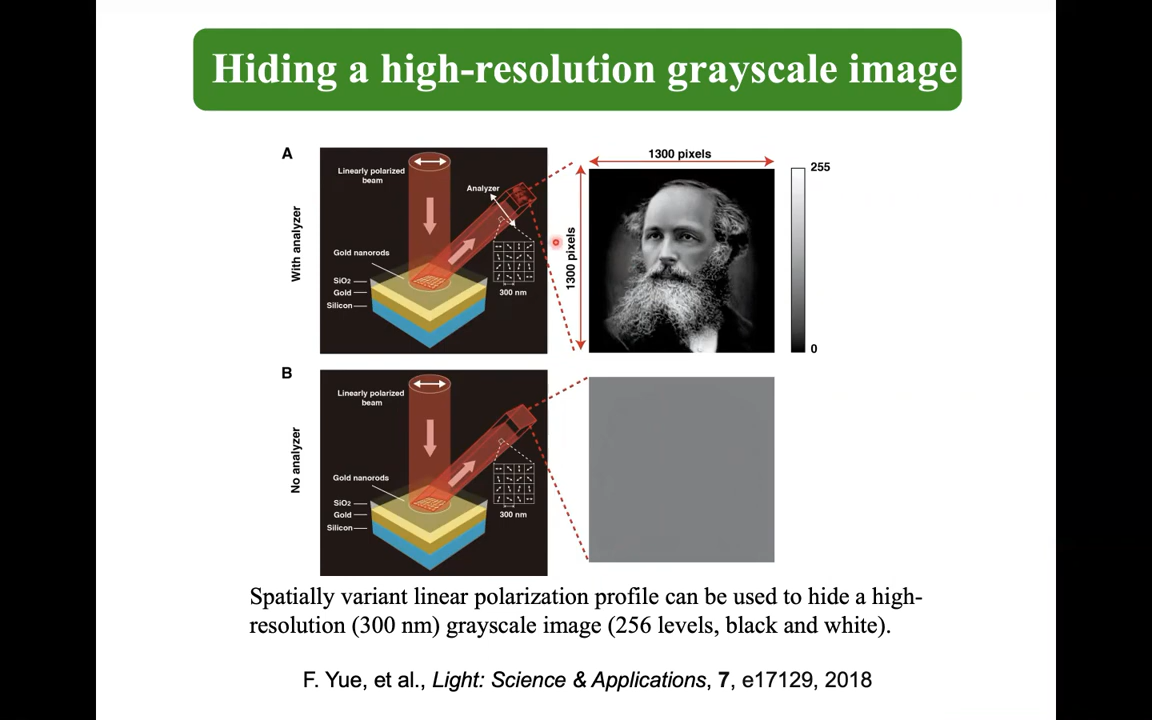 Hiding a high-resolution grayscale image
A
With analyzer
Linearly polarized
beam
Analyzer
Gold nanorods
SiO2
Gold
Silicon
300 nm
1300 pixels
1300 pixels
255
0
B
No analyzer
Linearly polarized
beam
Gold nanorods
SiO2
Gold
Silicon
300 nm
Spatially variant linear polarization profile can be used to hide a high-
resolution (300 nm) grayscale image (256 levels, black and white).
F. Yue, et al., Light: Science & Applications, 7, e17129, 2018